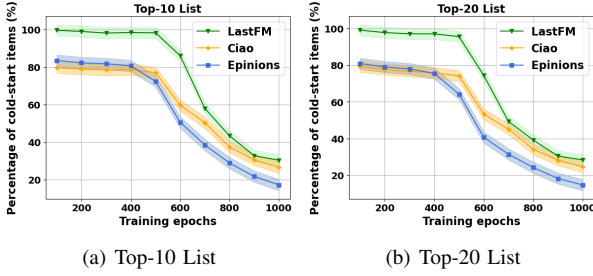 Top-10 List
Percentage of cold-start items (%)
100
80
60
40
20
LastFM
Ciao
Epinions
200 400 600 800 1000
Training epochs
(a) Top-10 List
Top-20 List
Percentage of cold-start items (%)
100
80
60
40
20
LastFM
Ciao
Epinions
200 400 600 800 1000
Training epochs
(b) Top-20 List